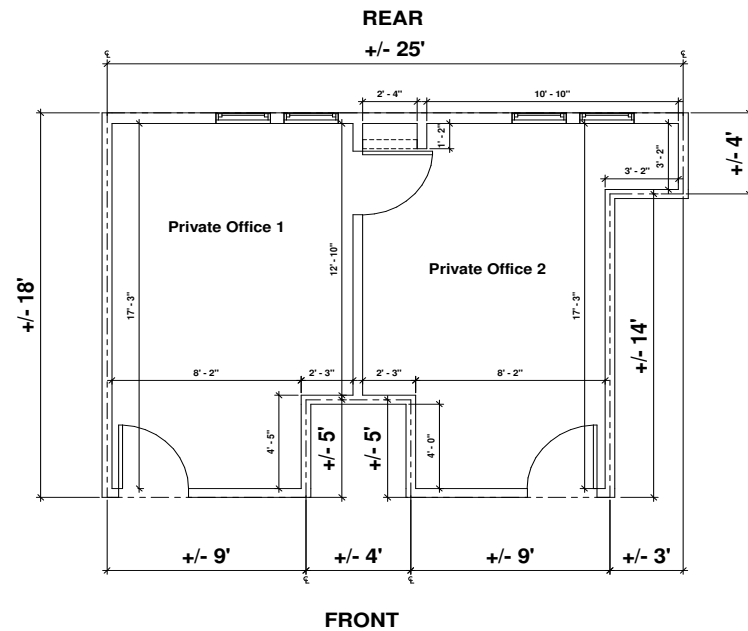 REAR
+/- 25'
℄
℄
2' - 4"
10' - 10"
1' - 2"
3' - 2"
3' - 2"
+/- 4'
Private Office 1
Private Office 2
12' - 10"
17' - 3"
17' - 3"
+/- 18'
+/- 14'
8' - 2"
2' - 3"
2' - 3"
8' - 2"
4' - 5"
+/- 5'
+/- 5'
4' - 0"
+/- 9'
+/- 4'
+/- 9'
+/- 3'
℄
℄
FRONT